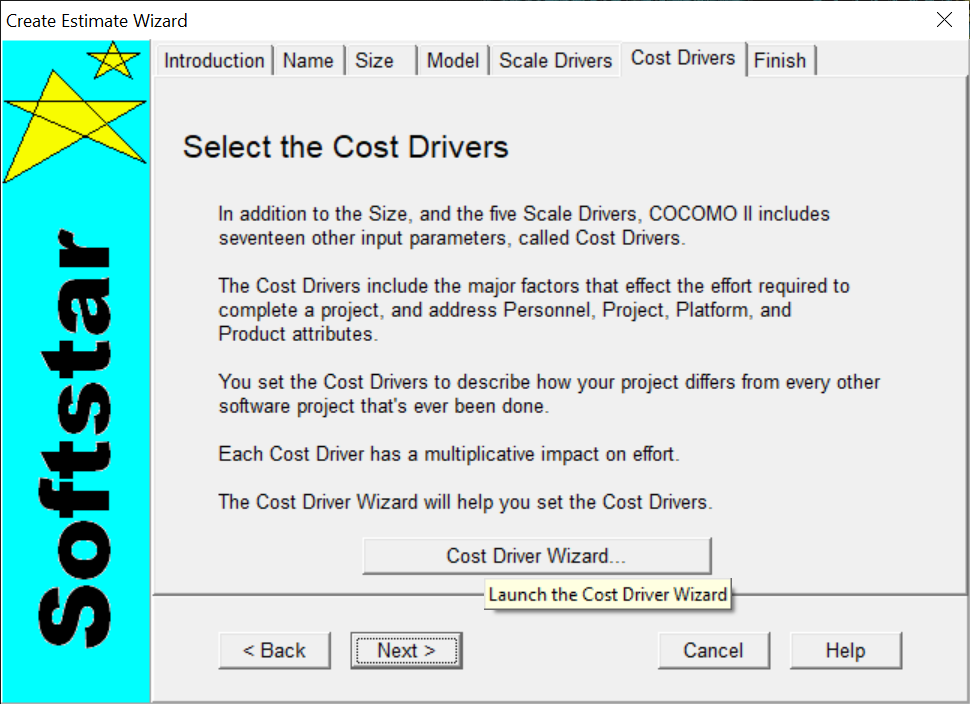 Create Estimate Wizard
Softstar
Introduction Name Size Model Scale Drivers Cost Drivers Finish
Select the Cost Drivers
In addition to the Size, and the five Scale Drivers, COCOMO II includes
seventeen other input parameters, called Cost Drivers.
The Cost Drivers include the major factors that effect the effort required to
complete a project, and address Personnel, Project, Platform, and
Product attributes.
You set the Cost Drivers to describe how your project differs from every other
software project that's ever been done.
Each Cost Driver has a multiplicative impact on effort.
The Cost Driver Wizard will help you set the Cost Drivers.
Cost Driver Wizard...
Launch the Cost Driver Wizard
< Back Next > Cancel Help